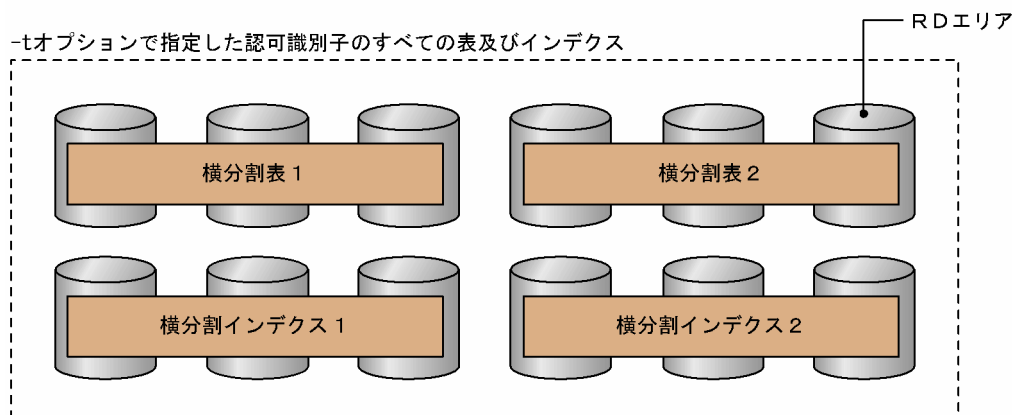 RDエリア
-tオプションで指定した認可識別子のすべての表及びインデクス
横分割表1
横分割表2
横分割インデクス1
横分割インデクス2